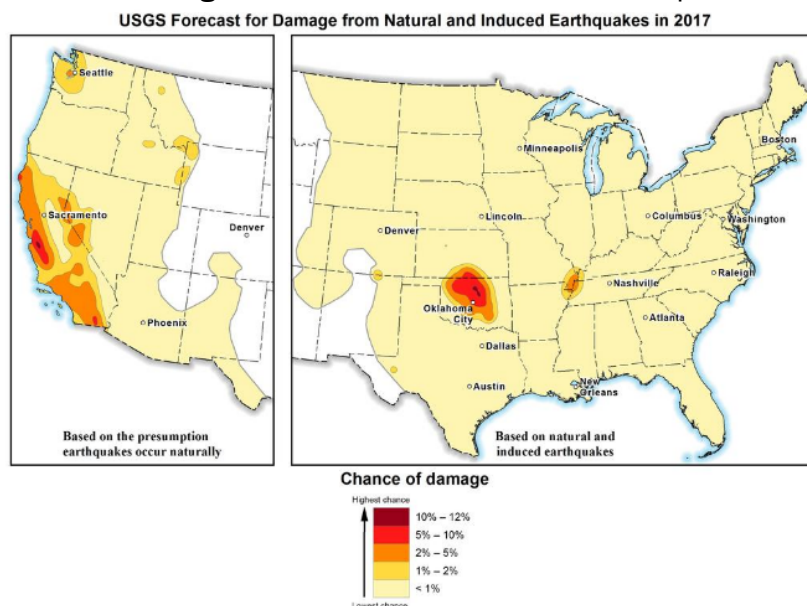 USGS Forecast for Damage from Natural and Induced Earthquakes in 2017
Seattle
Sacramento
Denver
Phoenix
Based on the presumption
earthquakes occur naturally
Minneapolis
Boston
Lincoln
Columbus
Washington
Denver
Nashville
Raleigh
Oklahoma
City
Atlanta
Dallas
Austin
New
Orleans
Based on natural and
induced earthquakes
Chance of damage
Highest chance
10% – 12%
5% – 10%
2% – 5%
1% – 2%
< 1%
Lowest chance